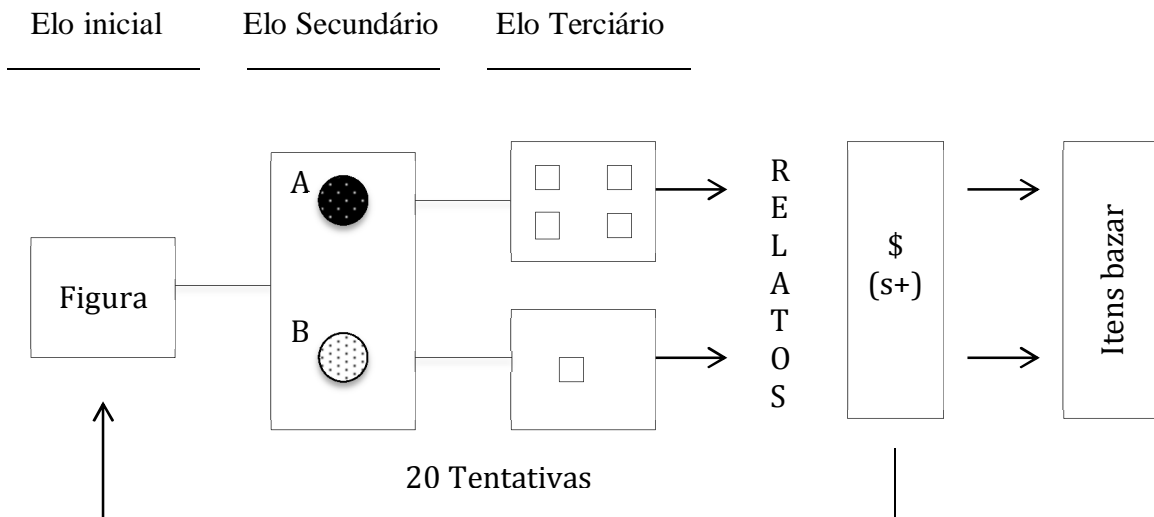 Elo inicial
Elo Secundário
Elo Terciário
Figura
A
B
R
E
L
A
T
O
S
$
(s+)
Itens bazar
20 Tentativas